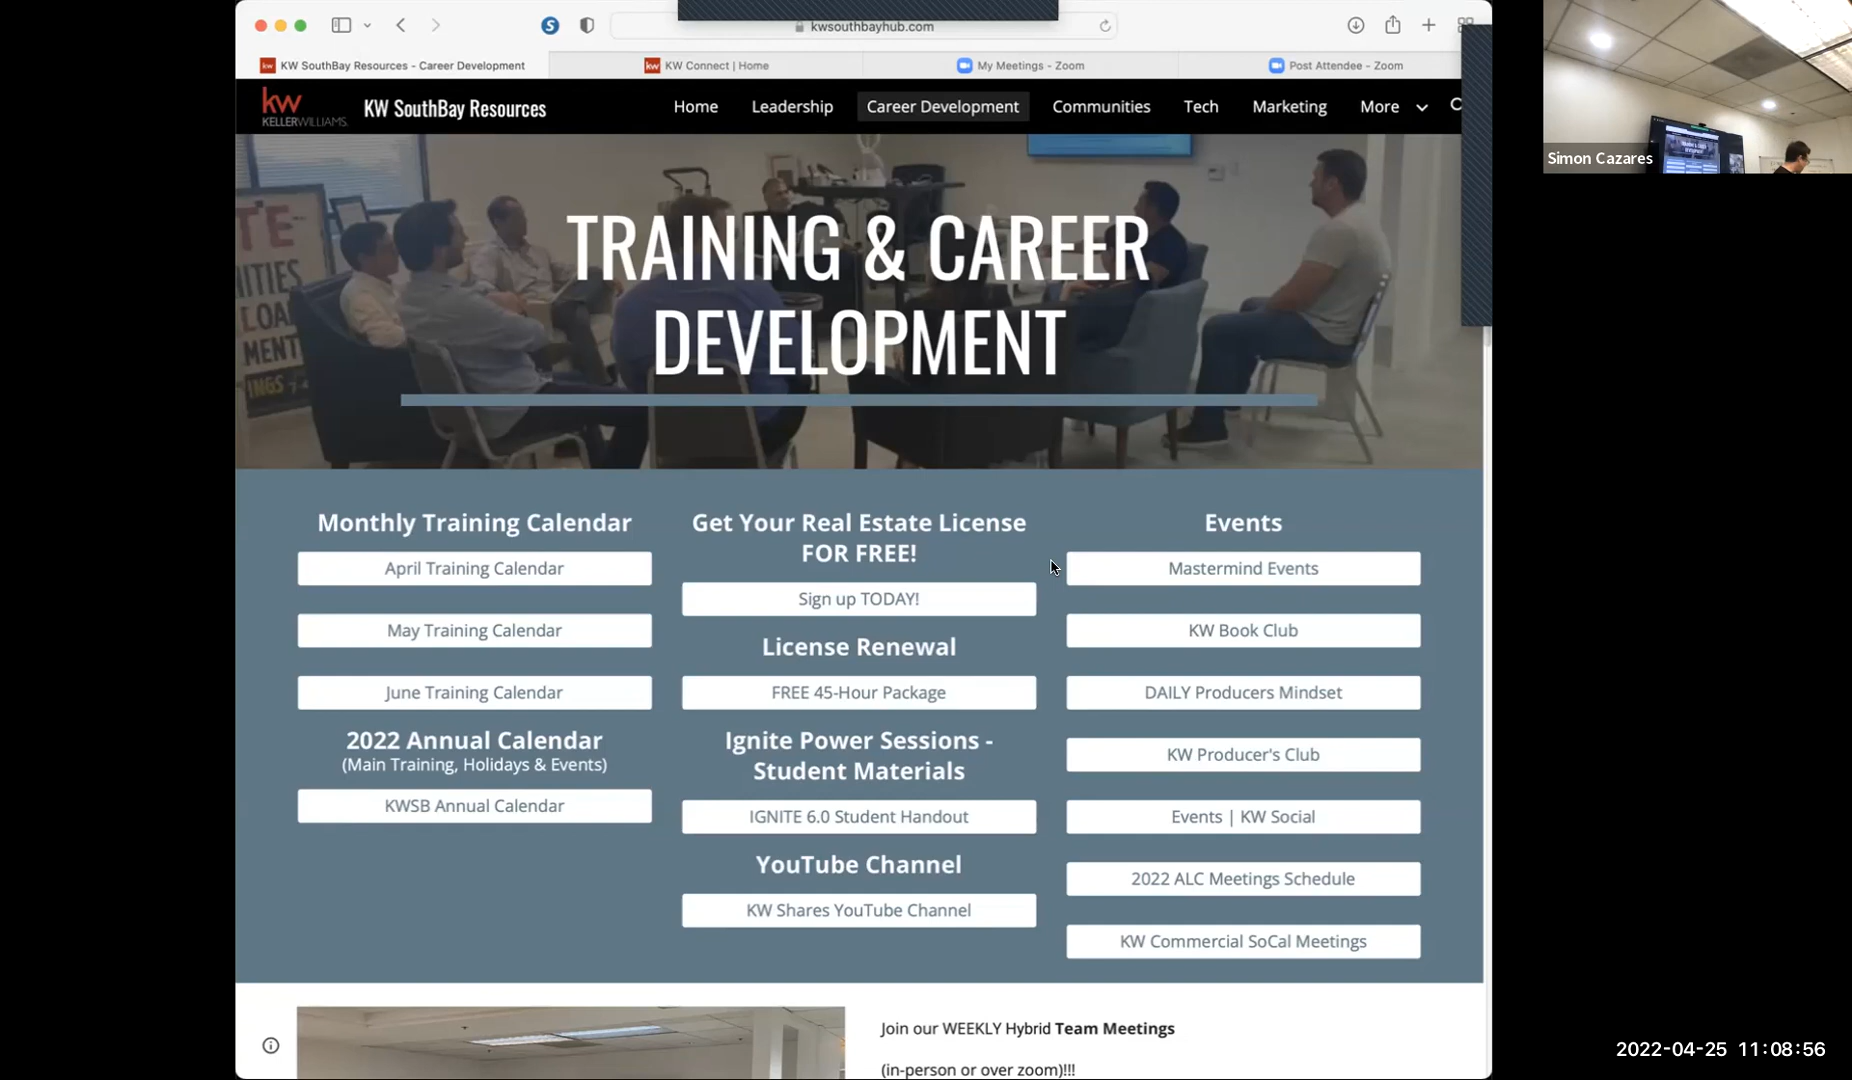 kwsouthbayhub.com
KW SouthBay Resources - Career Development
KW Connect | Home
My Meetings - Zoom
Post Attendee - Zoom
kw
KELLERWILLIAMS.
KW SouthBay Resources
Home
Leadership
Career Development
Communities
Tech
Marketing
More
Simon Cazares
TRAINING & CAREER
DEVELOPMENT
Monthly Training Calendar
April Training Calendar
May Training Calendar
June Training Calendar
2022 Annual Calendar
(Main Training, Holidays & Events)
KWSB Annual Calendar
Get Your Real Estate License
FOR FREE!
Sign up TODAY!
License Renewal
FREE 45-Hour Package
Ignite Power Sessions -
Student Materials
IGNITE 6.0 Student Handout
YouTube Channel
KW Shares YouTube Channel
Events
Mastermind Events
KW Book Club
DAILY Producers Mindset
KW Producer's Club
Events | KW Social
2022 ALC Meetings Schedule
KW Commercial SoCal Meetings
Join our WEEKLY Hybrid Team Meetings
(in-person or over zoom)!!!
2022-04-25 11:08:56